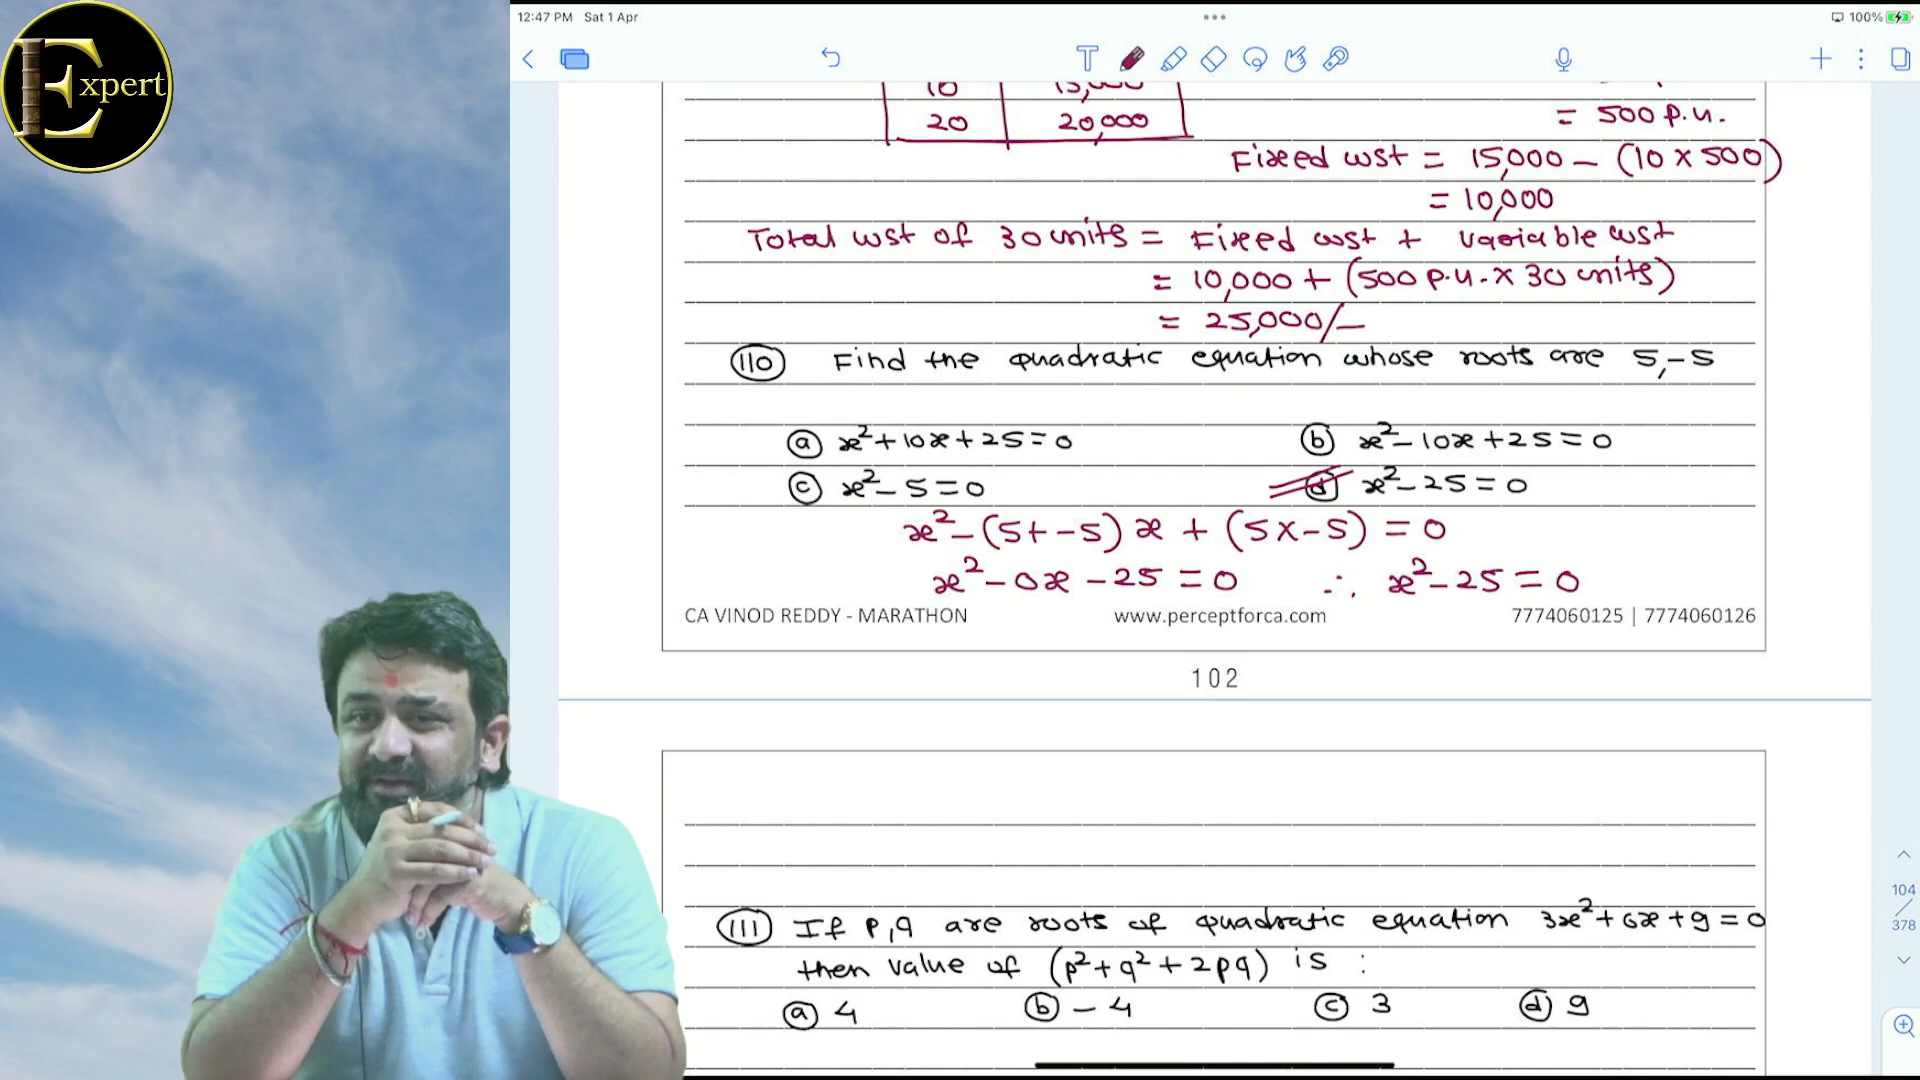 12:47 PM Sat 1 Apr
100%
Expert
T
10 | 15,000
20 | 20,000
= 500 p.u.
Fixed cost = 15,000 – (10 x 500)
= 10,000
Total cost of 30 units = Fixed cost + variable cost
= 10,000 + (500 p.u. x 30 units)
= 25,000/-
110 Find the quadratic equation whose roots are 5, -5
a x² + 10x + 25 = 0
b x² - 10x + 25 = 0
c x² - 5 = 0
d x² - 25 = 0
x² - (5 + -5) x + (5 x -5) = 0
x² - 0x - 25 = 0 ∴ x² - 25 = 0
CA VINOD REDDY - MARATHON www.perceptforca.com 7774060125 | 7774060126
102
111 If p,q are roots of quadratic equation 3x² + 6x + 9 = 0
then value of (p² + q² + 2pq) is :
a 4 b - 4 c 3 d 9
104
/
378